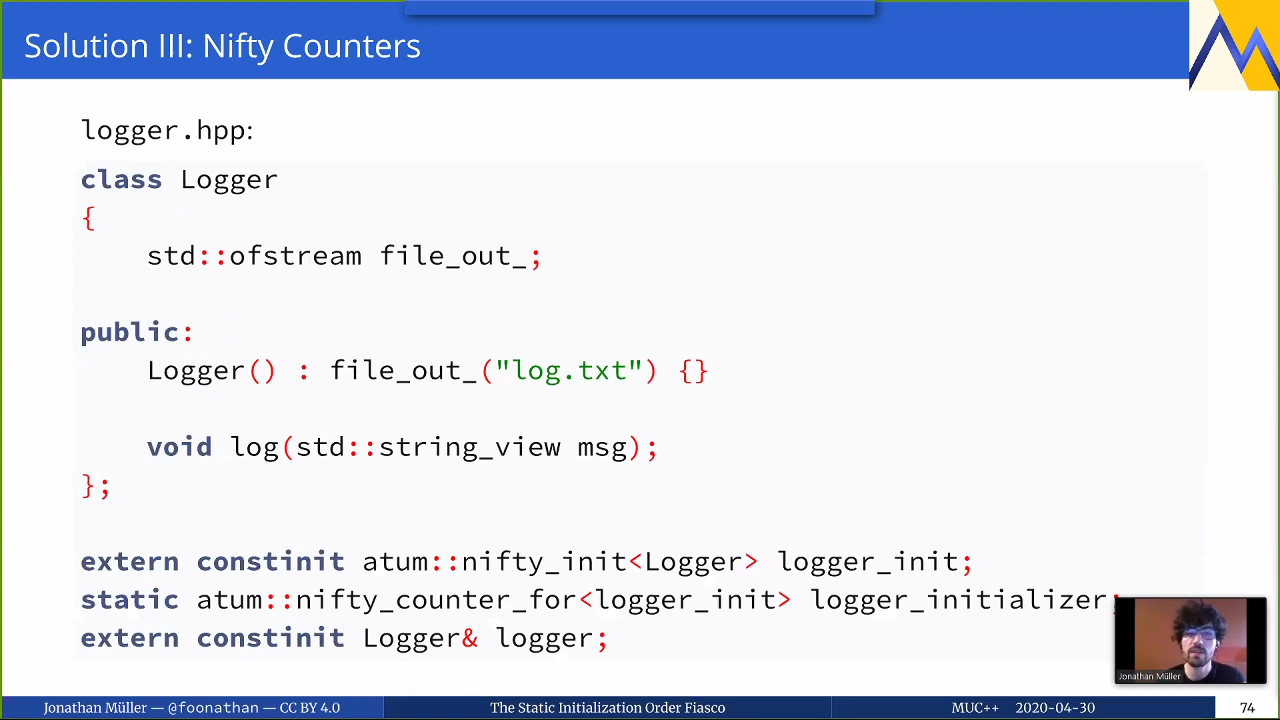 Solution III: Nifty Counters
logger.hpp:
class Logger
{
std::ofstream file_out_;
public:
Logger() : file_out_("log.txt") {}
void log(std::string_view msg);
};
extern constinit atum::nifty_init<Logger> logger_init;
static atum::nifty_counter_for<logger_init> logger_initializer;
extern constinit Logger& logger;
Jonathan Müller
Jonathan Müller — @foonathan — CC BY 4.0
The Static Initialization Order Fiasco
MUC++
2020-04-30
74